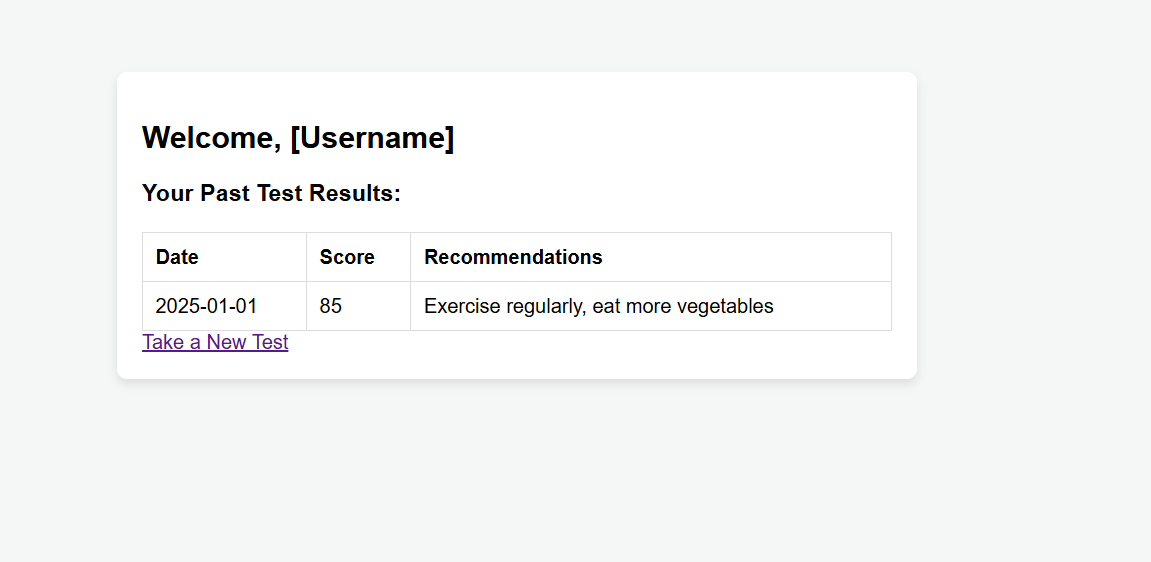 Welcome, [Username]
Your Past Test Results:
Date Score Recommendations
2025-01-01 85 Exercise regularly, eat more vegetables
Take a New Test